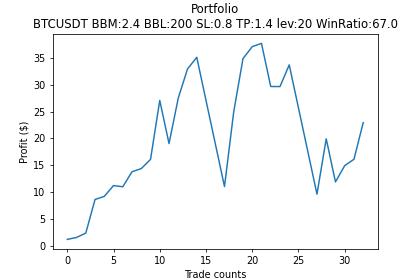 Portfolio
BTCUSDT BBM:2.4 BBL:200 SL:0.8 TP:1.4 lev:20 WinRatio:67.0
Profit ($)
35
30
25
20
15
10
5
0
0 5 10 15 20 25 30
Trade counts